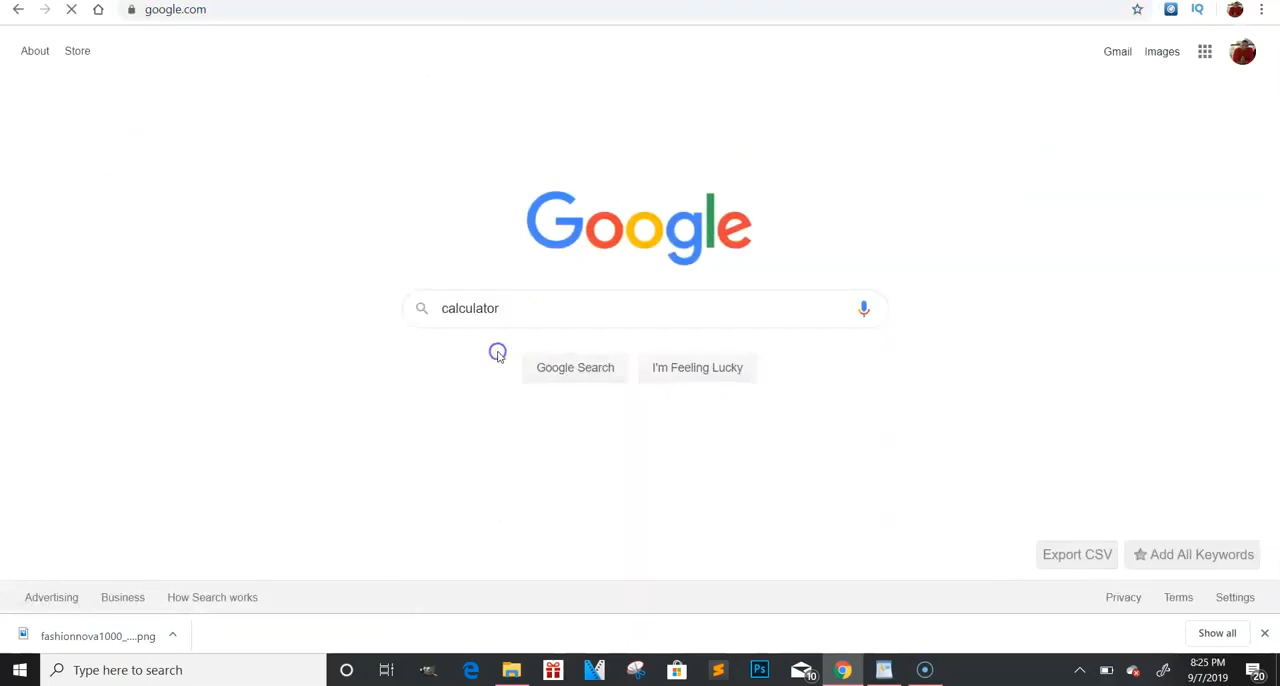 google.com
IQ
About Store
Gmail Images
Google
calculator
Google Search I'm Feeling Lucky
Export CSV Add All Keywords
Advertising Business How Search works
Privacy Terms Settings
fashionnova1000_....png
Show all
Type here to search
Ps
10
8:25 PM
9/7/2019
20